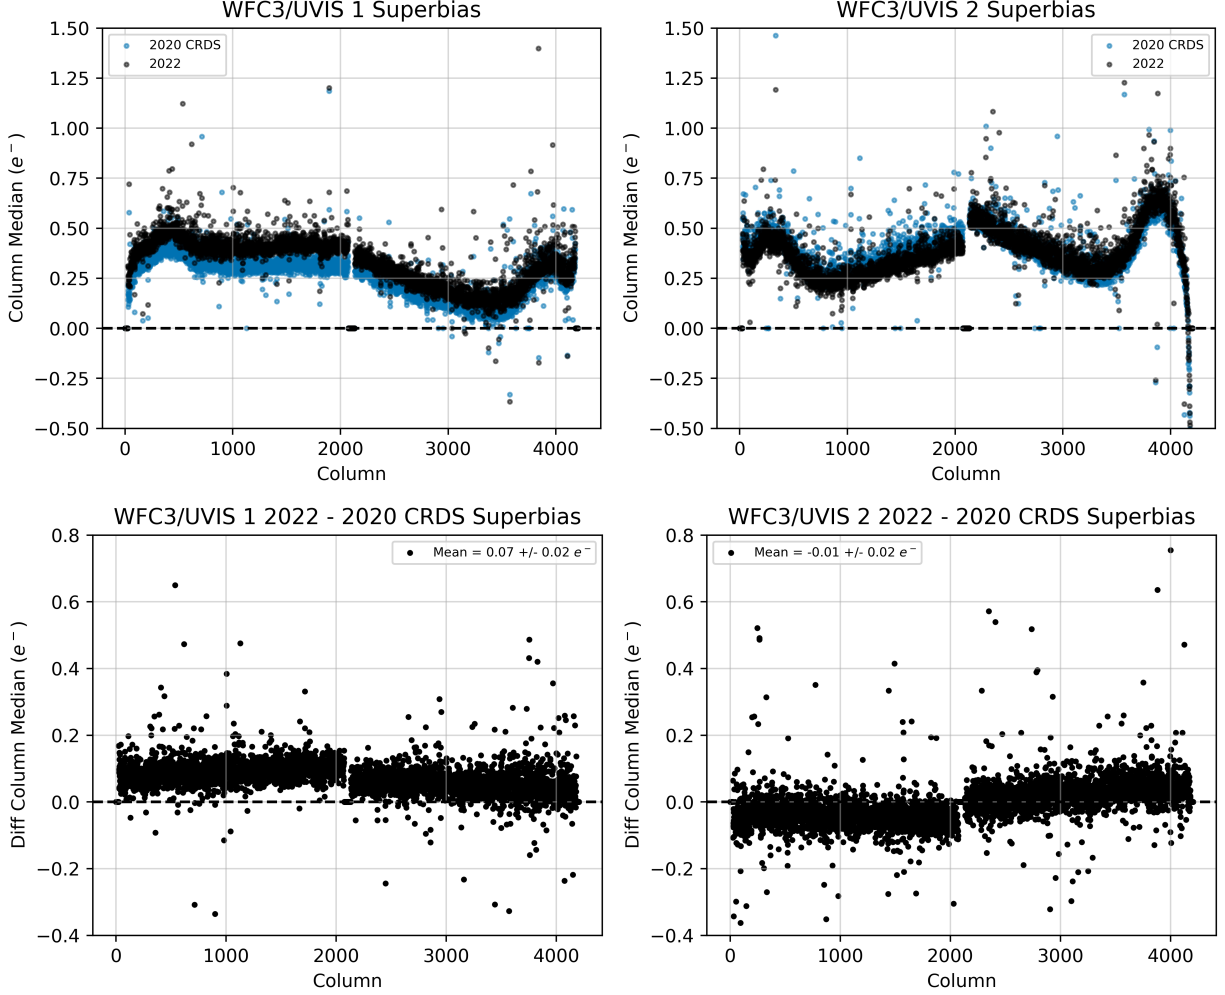 WFC3/UVIS 1 Superbias
1.50
1.25
1.00
0.75
0.50
0.25
0.00
−0.25
−0.50
Column Median (e⁻)
2020 CRDS
2022
0 1000 2000 3000 4000
Column
WFC3/UVIS 2 Superbias
1.50
1.25
1.00
0.75
0.50
0.25
0.00
−0.25
−0.50
Column Median (e⁻)
2020 CRDS
2022
0 1000 2000 3000 4000
Column
WFC3/UVIS 1 2022 - 2020 CRDS Superbias
0.8
0.6
0.4
0.2
0.0
−0.2
−0.4
Diff Column Median (e⁻)
Mean = 0.07 +/- 0.02 e⁻
0 1000 2000 3000 4000
Column
WFC3/UVIS 2 2022 - 2020 CRDS Superbias
0.8
0.6
0.4
0.2
0.0
−0.2
−0.4
Diff Column Median (e⁻)
Mean = -0.01 +/- 0.02 e⁻
0 1000 2000 3000 4000
Column